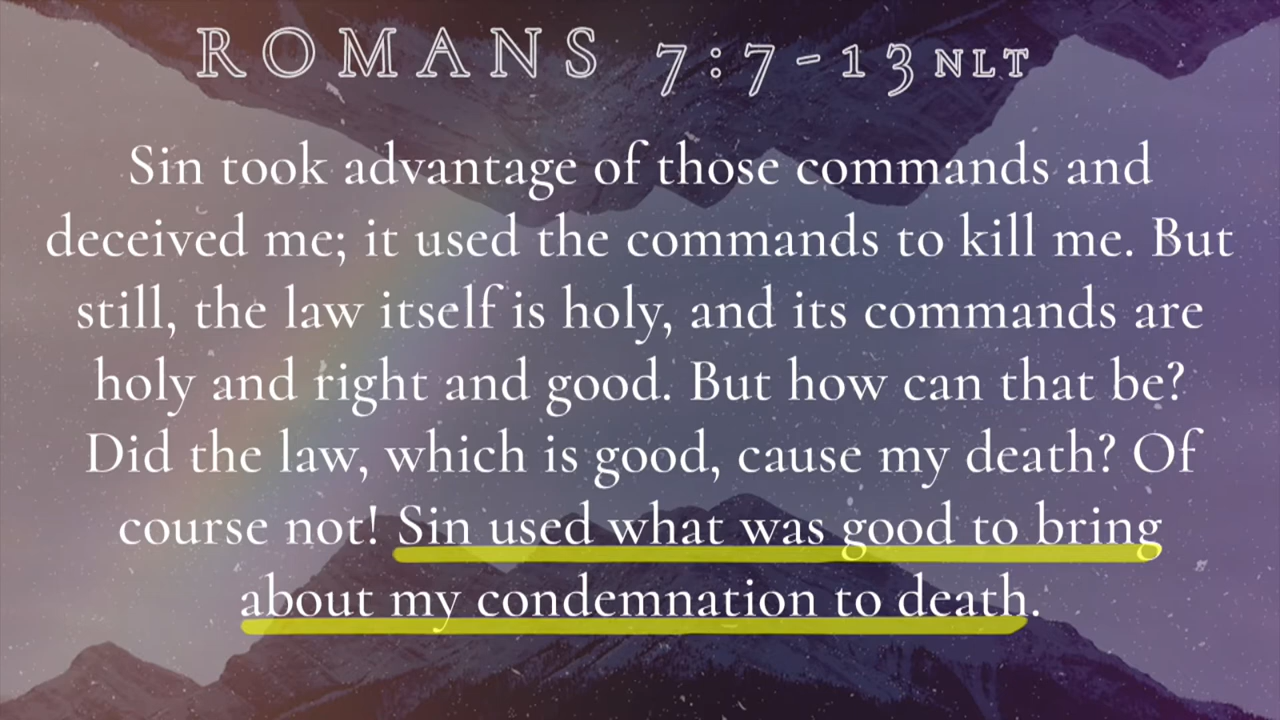 ROMANS 7:7-13 NLT
Sin took advantage of those commands and
deceived me; it used the commands to kill me. But
still, the law itself is holy, and its commands are
holy and right and good. But how can that be?
Did the law, which is good, cause my death? Of
course not! Sin used what was good to bring
about my condemnation to death.